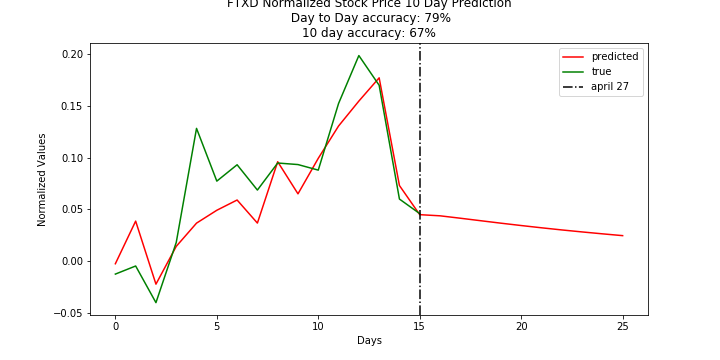 FTXD Normalized Stock Price 10 Day Prediction
Day to Day accuracy: 79%
10 day accuracy: 67%
predicted
true
april 27
Normalized Values
0.20
0.15
0.10
0.05
0.00
−0.05
0
5
10
15
20
25
Days